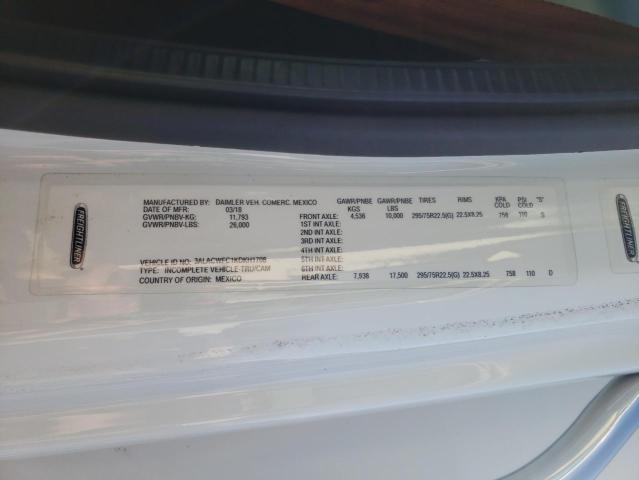 FREIGHTLINER
MANUFACTURED BY: DAIMLER VEH. COMERC. MEXICO
DATE OF MFR: 03/18
GVWR/PNBV-KG: 11,793
GVWR/PNBV-LBS: 26,000
VEHICLE ID NO:
TYPE: INCOMPLETE VEHICLE-TRU/CAM
COUNTRY OF ORIGIN: MEXICO
GAWR/PNBE KGS GAWR/PNBE LBS TIRES RIMS KPA COLD PSI COLD "S"
FRONT AXLE: 4,536 10,000 295/75R22.5(G) 22.5X8.25 758 110 S
1ST INT AXLE:
2ND INT AXLE:
3RD INT AXLE:
4TH INT AXLE:
5TH INT AXLE:
6TH INT AXLE:
REAR AXLE: 7,938 17,500 295/75R22.5(G) 22.5X8.25 758 110 D
FREIGHTLINER